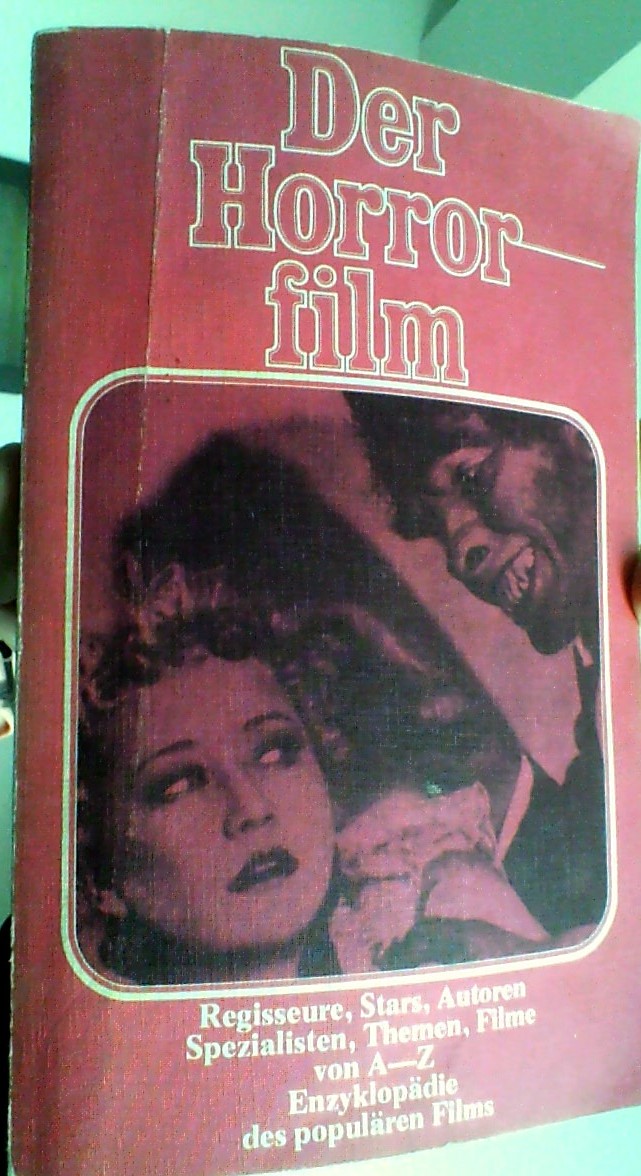 Der
Horror—
film
Regisseure, Stars, Autoren
Spezialisten, Themen, Filme
von A—Z
Enzyklopädie
des populären Films